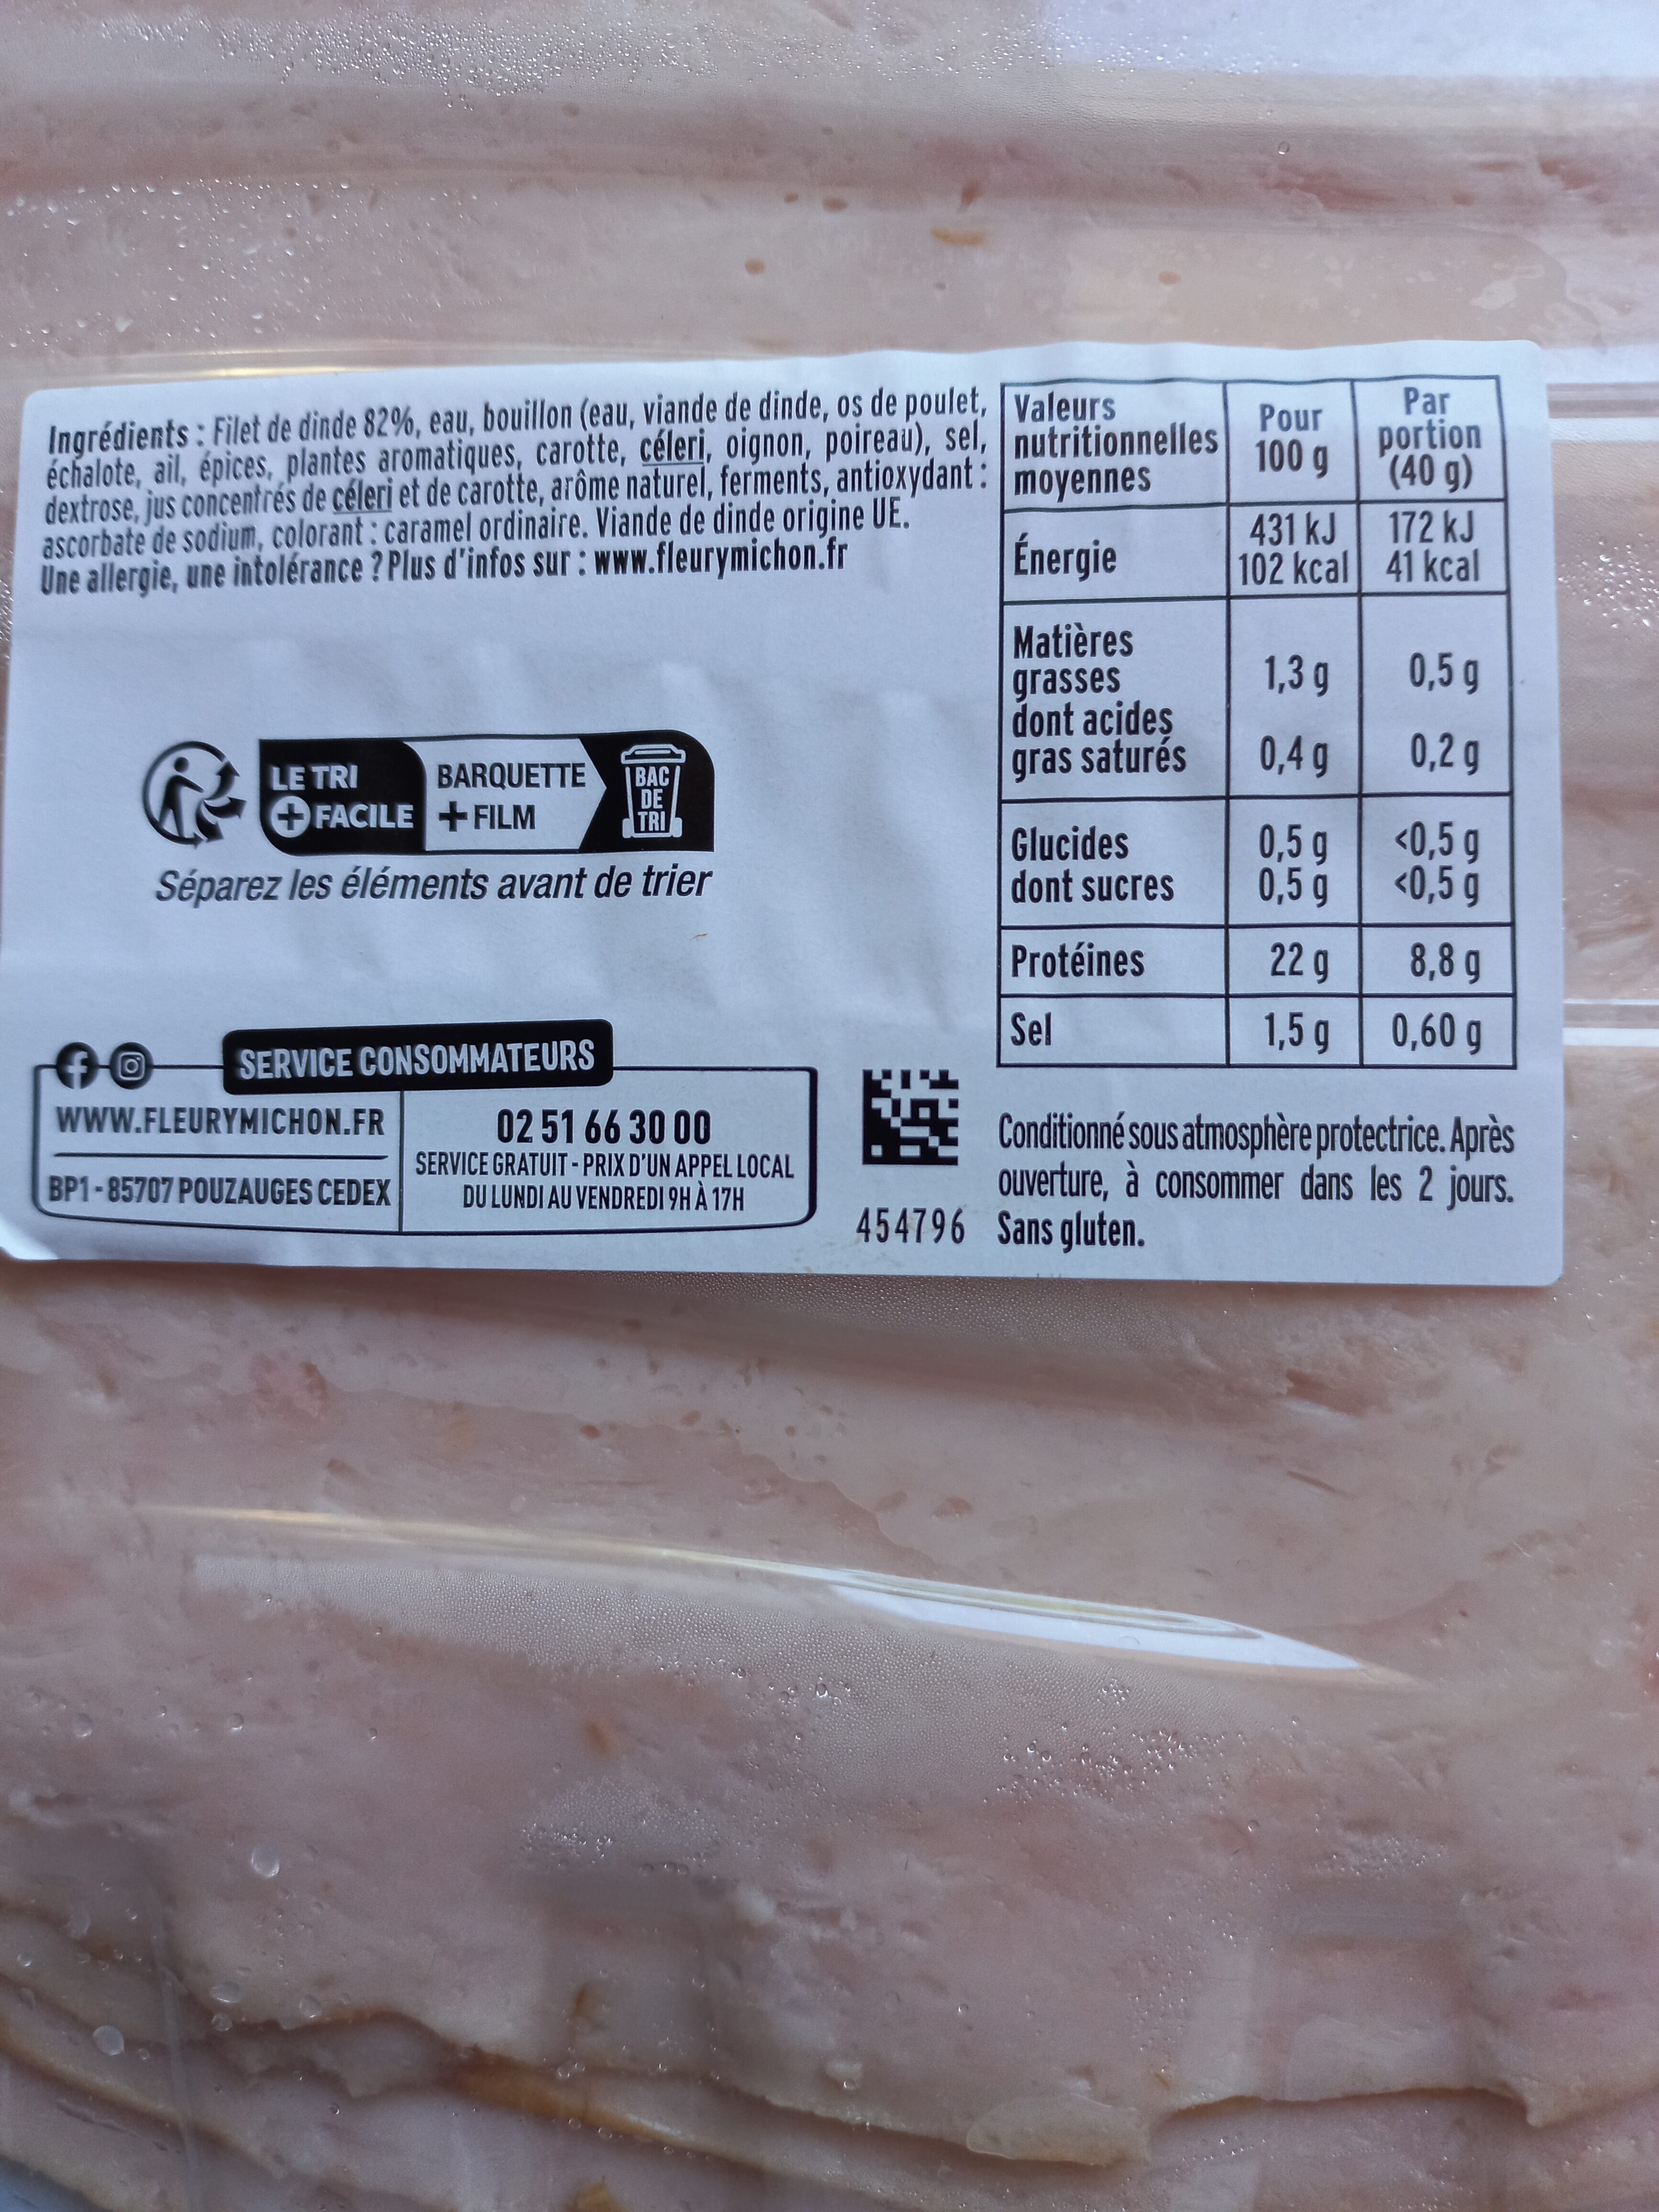 Ingrédients : Filet de dinde 82%, eau, bouillon (eau, viande de dinde, os de poulet,
échalote, ail, épices, plantes aromatiques, carotte, céleri, oignon, poireau), sel,
dextrose, jus concentrés de céleri et de carotte, arôme naturel, ferments, antioxydant :
ascorbate de sodium, colorant : caramel ordinaire. Viande de dinde origine UE.
Une allergie, une intolérance ? Plus d'infos sur : www.fleurymichon.fr
LE TRI
+ FACILE
BARQUETTE
+ FILM
BAC
DE
TRI
Séparez les éléments avant de trier
SERVICE CONSOMMATEURS
WWW.FLEURYMICHON.FR
BP1 - 85707 POUZAUGES CEDEX
02 51 66 30 00
SERVICE GRATUIT - PRIX D'UN APPEL LOCAL
DU LUNDI AU VENDREDI 9H À 17H
454796
Valeurs
nutritionnelles
moyennes
Pour
100 g
Par
portion
(40 g)
Énergie
431 kJ
102 kcal
172 kJ
41 kcal
Matières
grasses
1,3 g
0,5 g
dont acides
gras saturés
0,4 g
0,2 g
Glucides
0,5 g
<0,5 g
dont sucres
0,5 g
<0,5 g
Protéines
22 g
8,8 g
Sel
1,5 g
0,60 g
Conditionné sous atmosphère protectrice. Après
ouverture, à consommer dans les 2 jours.
Sans gluten.